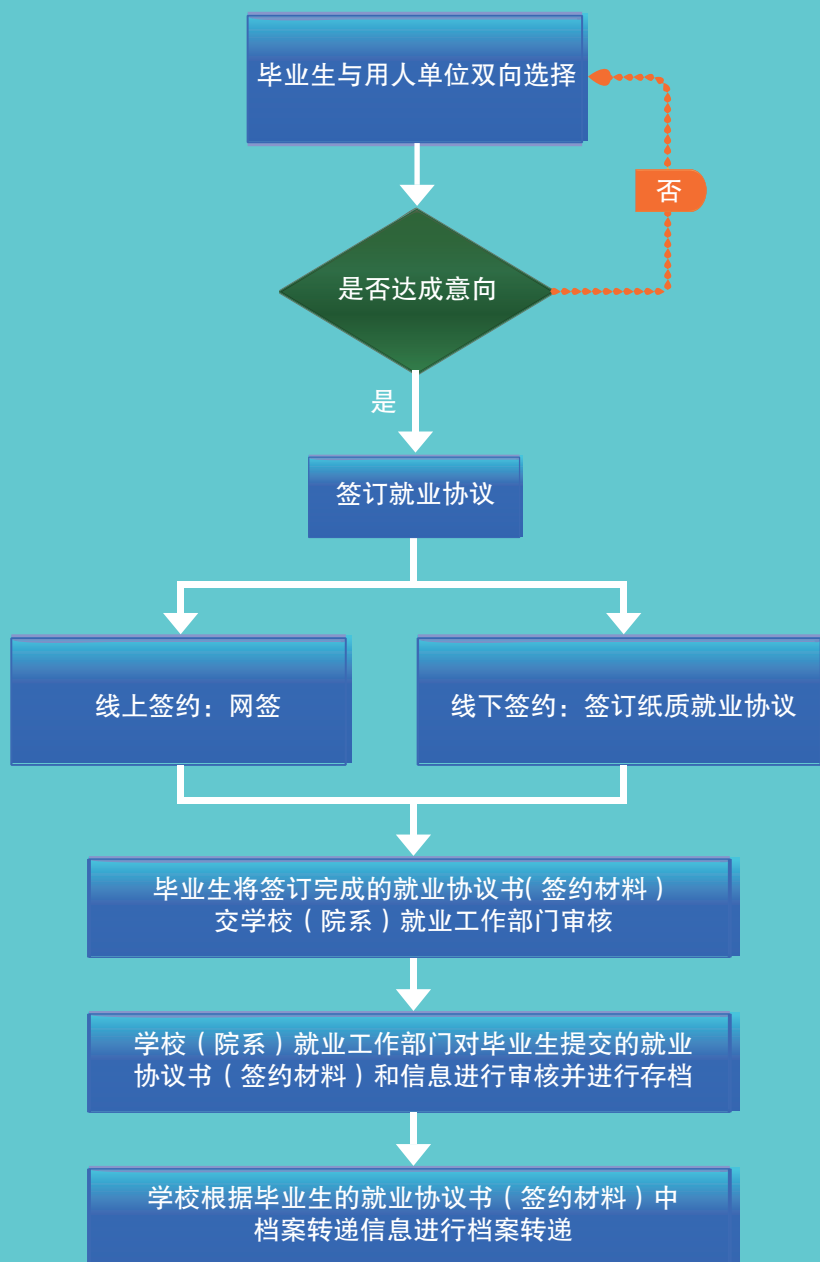 毕业生与用人单位双向选择
否
是否达成意向
是
签订就业协议
线上签约：网签
线下签约：签订纸质就业协议
毕业生将签订完成的就业协议书（签约材料）
交学校（院系）就业工作部门审核
学校（院系）就业工作部门对毕业生提交的就业
协议书（签约材料）和信息进行审核并进行存档
学校根据毕业生的就业协议书（签约材料）中
档案转递信息进行档案转递